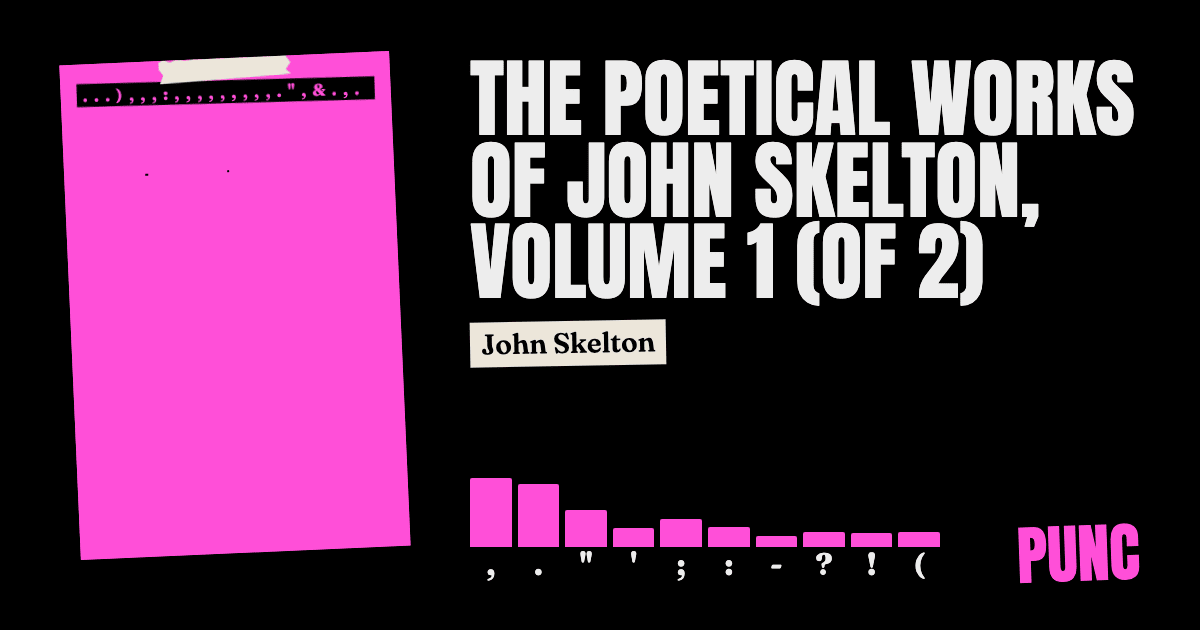 ...),,,:,,,,,,,,,.",&.,.
THE POETICAL WORKS
OF JOHN SKELTON,
VOLUME 1 (OF 2)
John Skelton
, . " ' ; : - ? ! (
PUNC